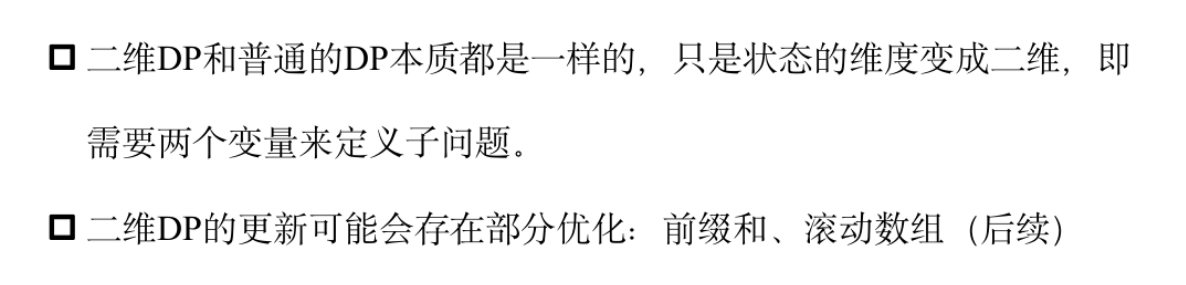 二维DP和普通的DP本质都是一样的，只是状态的维度变成二维，即
需要两个变量来定义子问题。
二维DP的更新可能会存在部分优化：前缀和、滚动数组（后续）